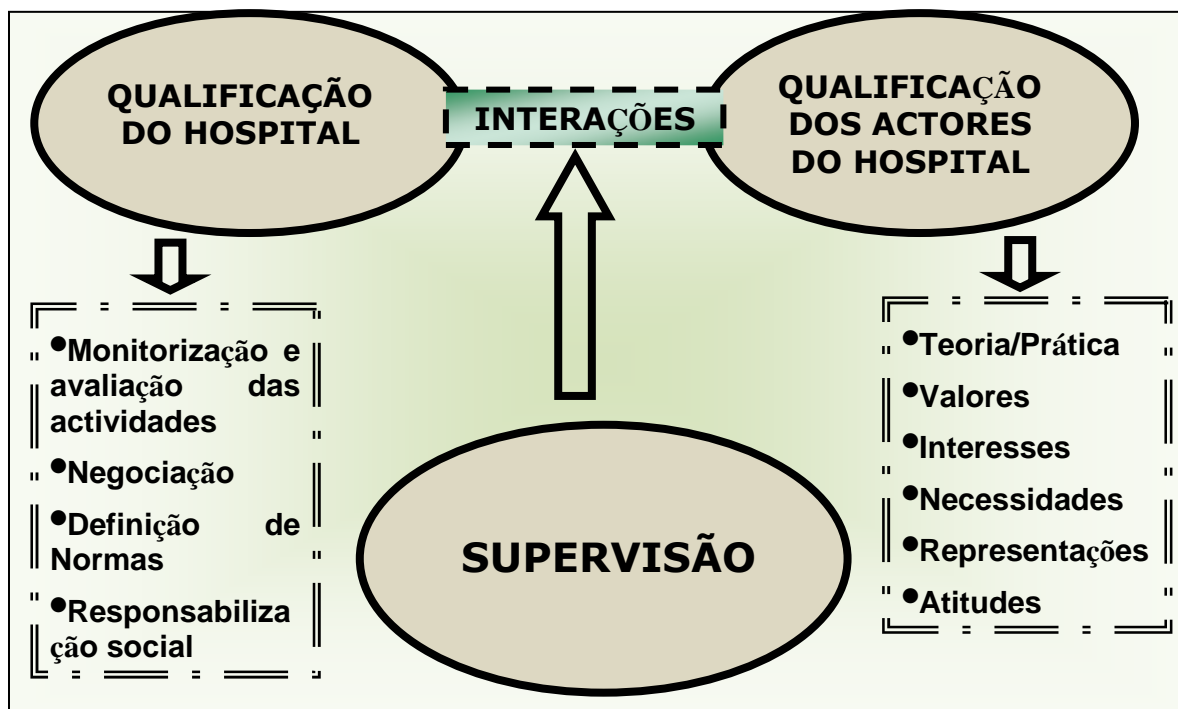 QUALIFICAÇÃO
DO HOSPITAL
INTERAÇÕES
QUALIFICAÇÃO
DOS ACTORES
DO HOSPITAL
•Monitorização e
avaliação das
actividades
•Negociação
•Definição de
Normas
•Responsabiliza
ção social
SUPERVISÃO
•Teoria/Prática
•Valores
•Interesses
•Necessidades
•Representações
•Atitudes